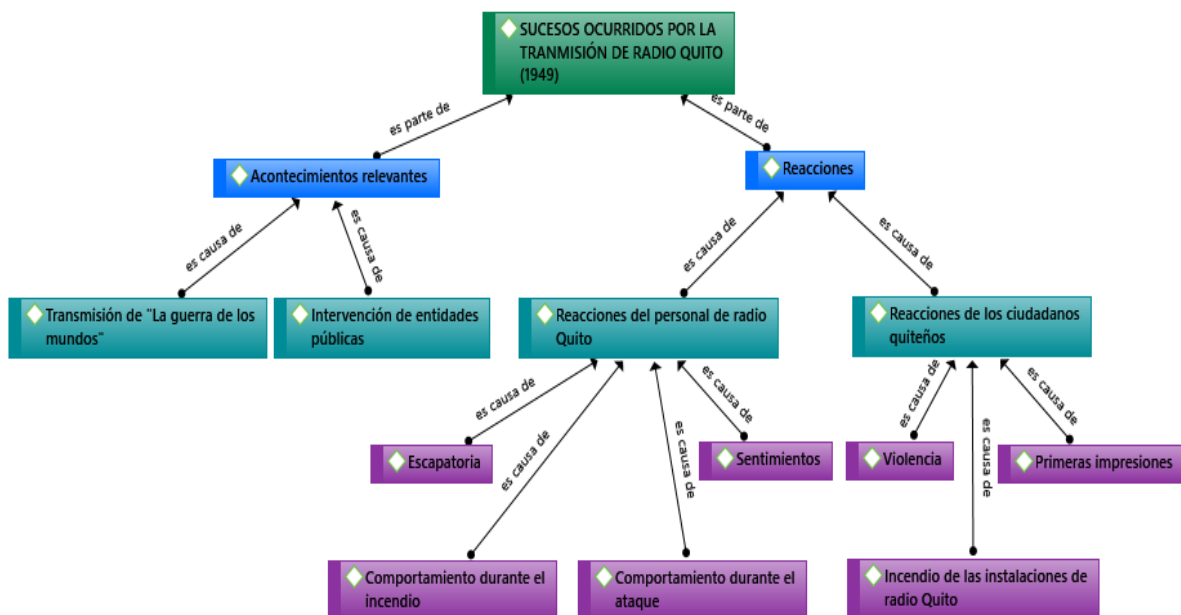 SUCESOS OCURRIDOS POR LA
TRANMISIÓN DE RADIO QUITO
(1949)
es parte de
es parte de
Acontecimientos relevantes
Reacciones
es causa de
es causa de
es causa de
es causa de
Transmisión de "La guerra de los
mundos"
Intervención de entidades
públicas
Reacciones del personal de radio
Quito
Reacciones de los ciudadanos
quiteños
es causa de
es causa de
es causa de
es causa de
es causa de
es causa de
es causa de
Escapatoria
Sentimientos
Violencia
Primeras impresiones
Comportamiento durante el
incendio
Comportamiento durante el
ataque
Incendio de las instalaciones de
radio Quito